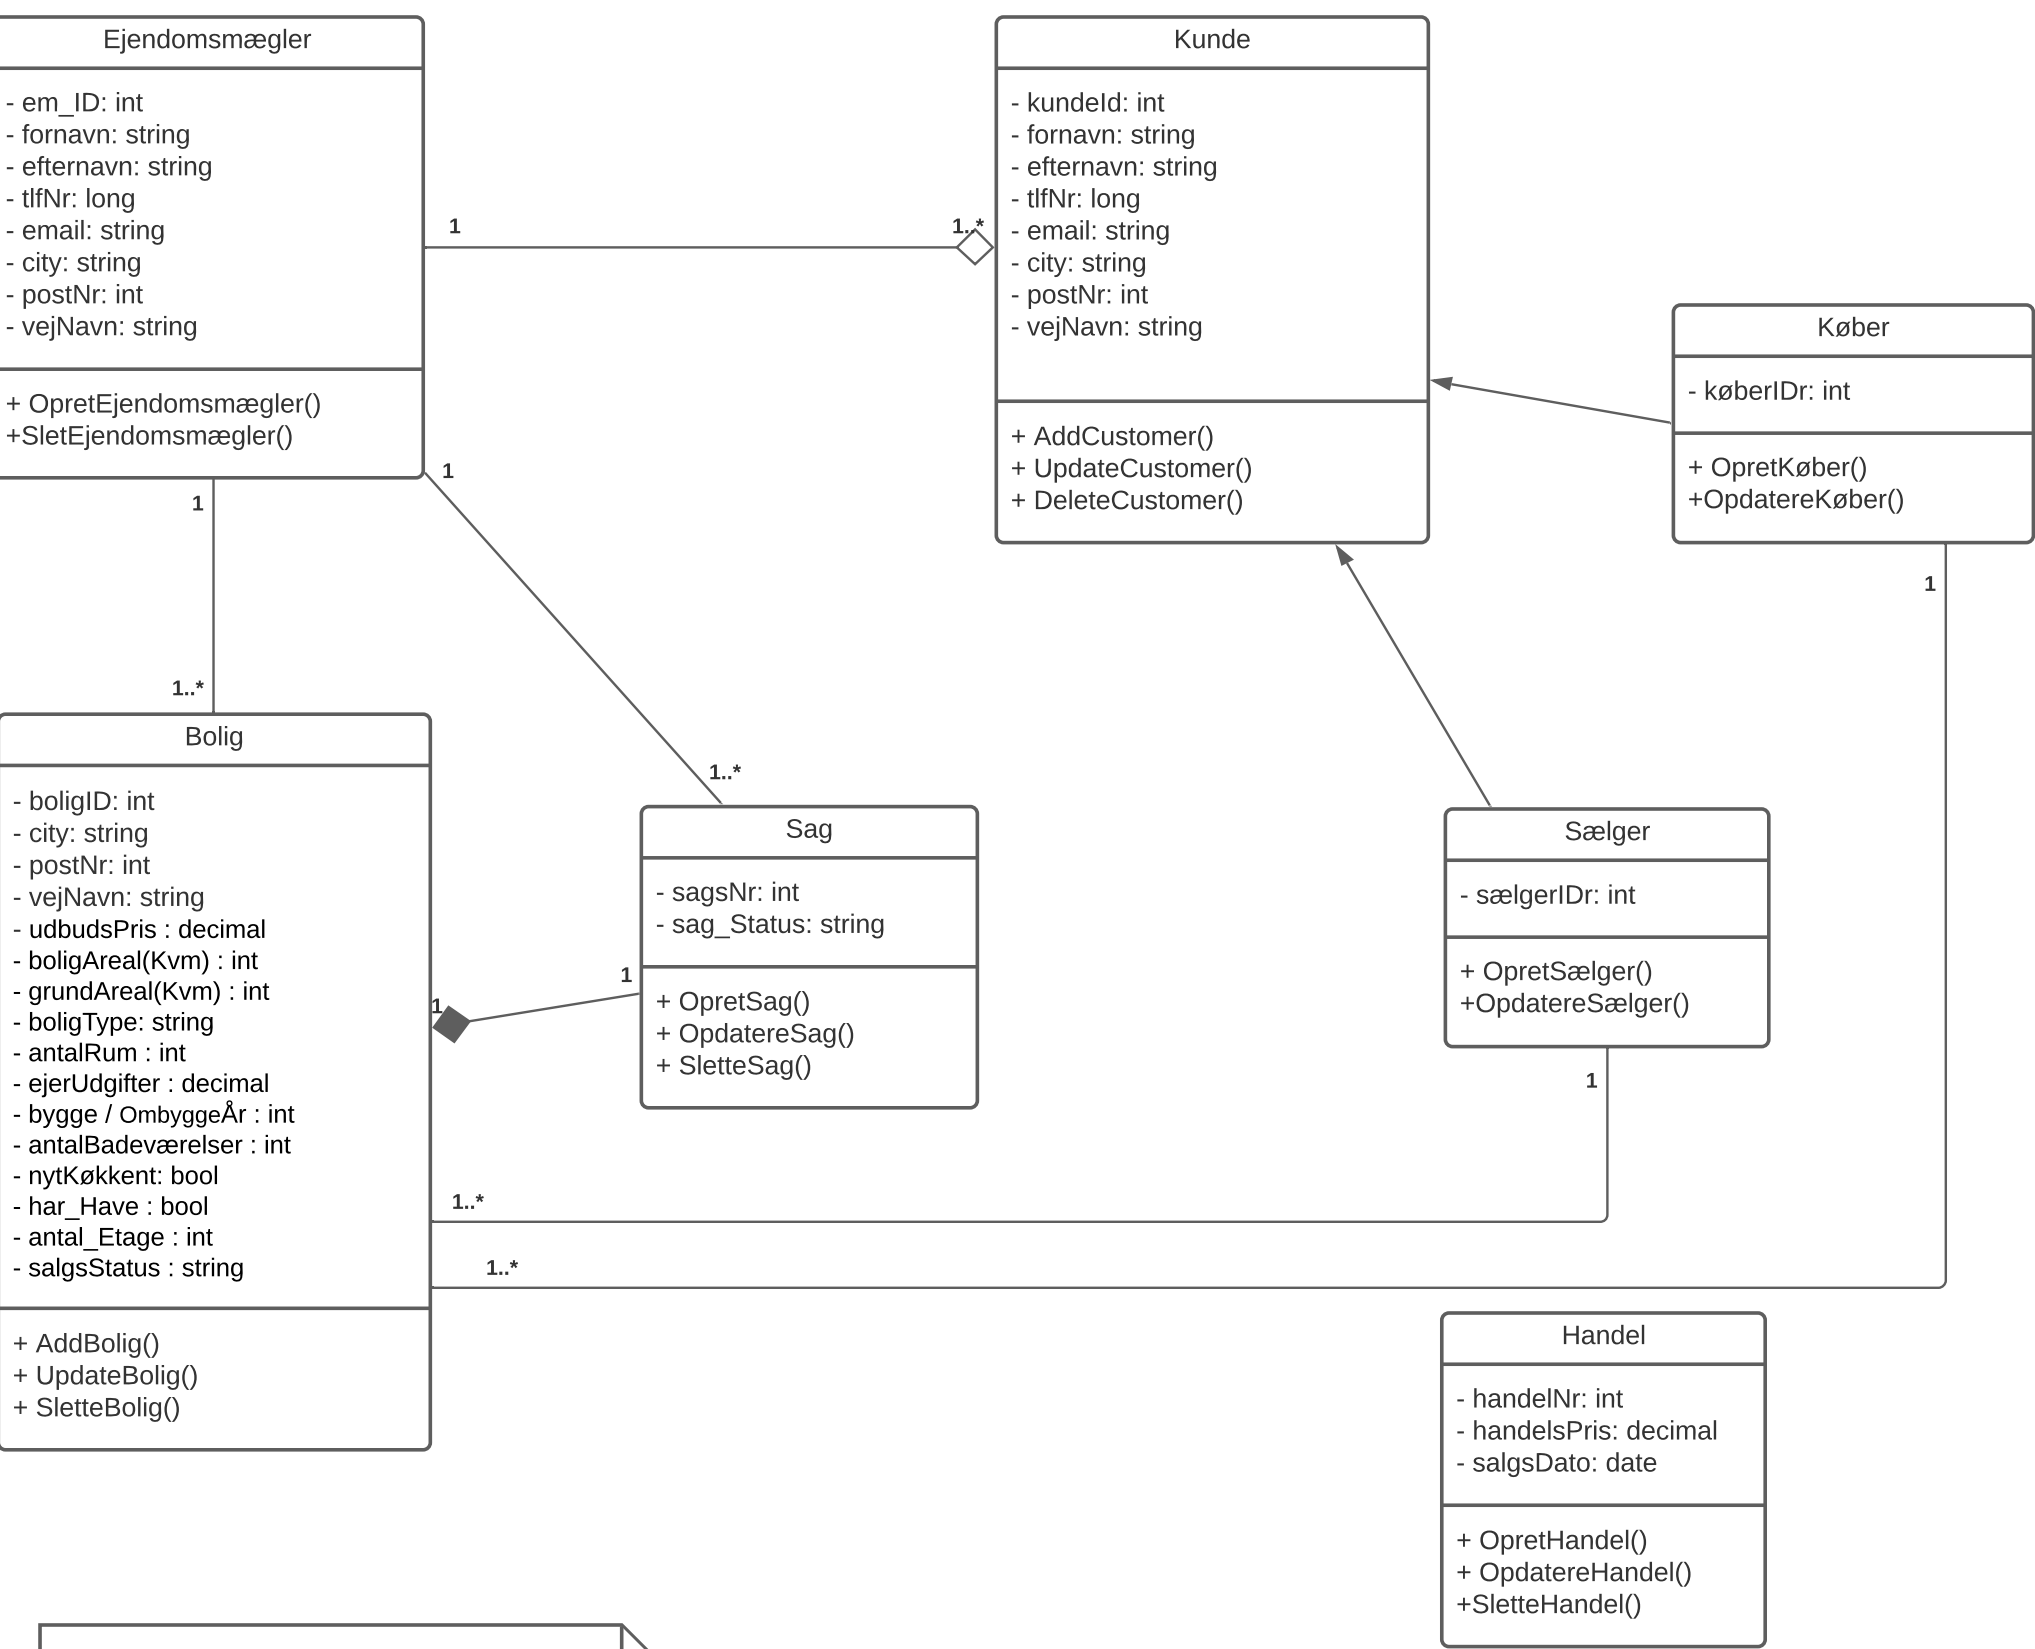 Ejendomsmægler
- em_ID: int
- fornavn: string
- efternavn: string
- tlfNr: long
- email: string
- city: string
- postNr: int
- vejNavn: string
+ OpretEjendomsmægler()
+SletEjendomsmægler()
1
1..*
Kunde
- kundeId: int
- fornavn: string
- efternavn: string
- tlfNr: long
- email: string
- city: string
- postNr: int
- vejNavn: string
+ AddCustomer()
+ UpdateCustomer()
+ DeleteCustomer()
Køber
- køberIDr: int
+ OpretKøber()
+OpdatereKøber()
1
1
1
1..*
1..*
Bolig
- boligID: int
- city: string
- postNr: int
- vejNavn: string
- udbudsPris : decimal
- boligAreal(Kvm) : int
- grundAreal(Kvm) : int
- boligType: string
- antalRum : int
- ejerUdgifter : decimal
- bygge / OmbyggeÅr : int
- antalBadeværelser : int
- nytKøkkent: bool
- har_Have : bool
- antal_Etage : int
- salgsStatus : string
+ AddBolig()
+ UpdateBolig()
+ SletteBolig()
1
1
Sag
- sagsNr: int
- sag_Status: string
+ OpretSag()
+ OpdatereSag()
+ SletteSag()
Sælger
- sælgerIDr: int
+ OpretSælger()
+OpdatereSælger()
1
1..*
1..*
Handel
- handelNr: int
- handelsPris: decimal
- salgsDato: date
+ OpretHandel()
+ OpdatereHandel()
+SletteHandel()